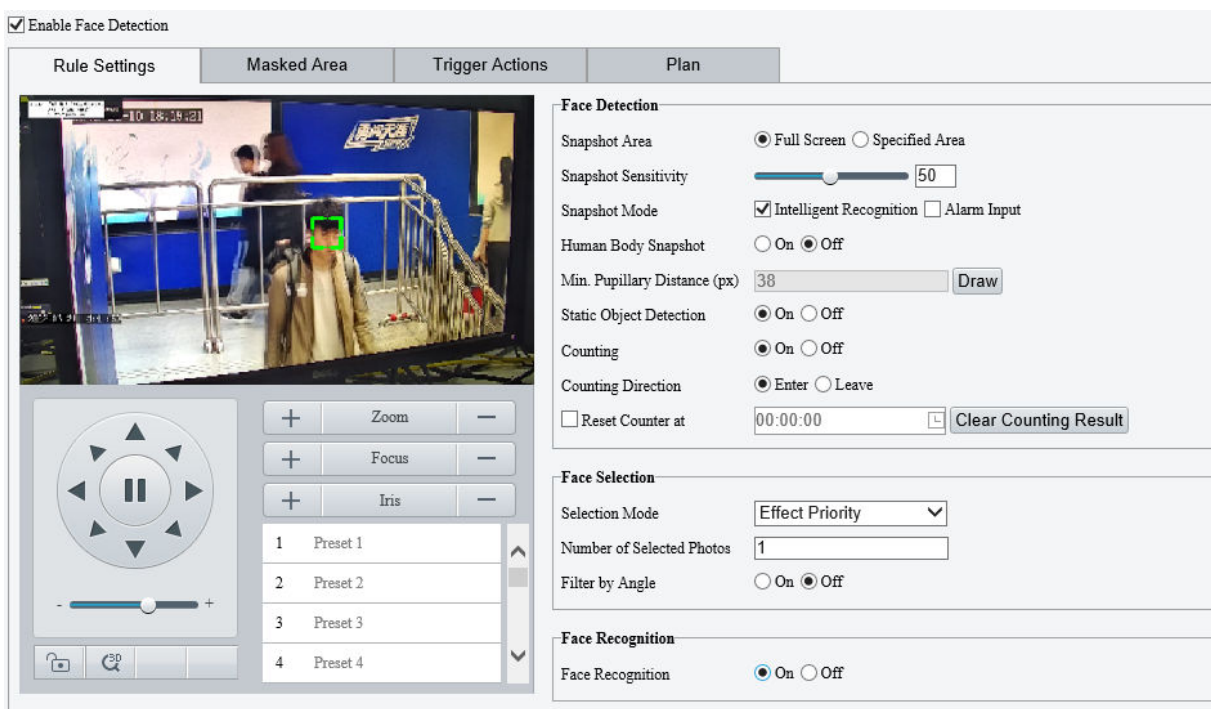 Enable Face Detection
Rule Settings
Masked Area
Trigger Actions
Plan
18:19:21
Zoom
Focus
Iris
1 Preset 1
2 Preset 2
3 Preset 3
4 Preset 4
- +
3D
Face Detection
Snapshot Area Full Screen Specified Area
Snapshot Sensitivity 50
Snapshot Mode Intelligent Recognition Alarm Input
Human Body Snapshot On Off
Min. Pupillary Distance (px) 38 Draw
Static Object Detection On Off
Counting On Off
Counting Direction Enter Leave
Reset Counter at 00:00:00 Clear Counting Result
Face Selection
Selection Mode Effect Priority
Number of Selected Photos 1
Filter by Angle On Off
Face Recognition
Face Recognition On Off